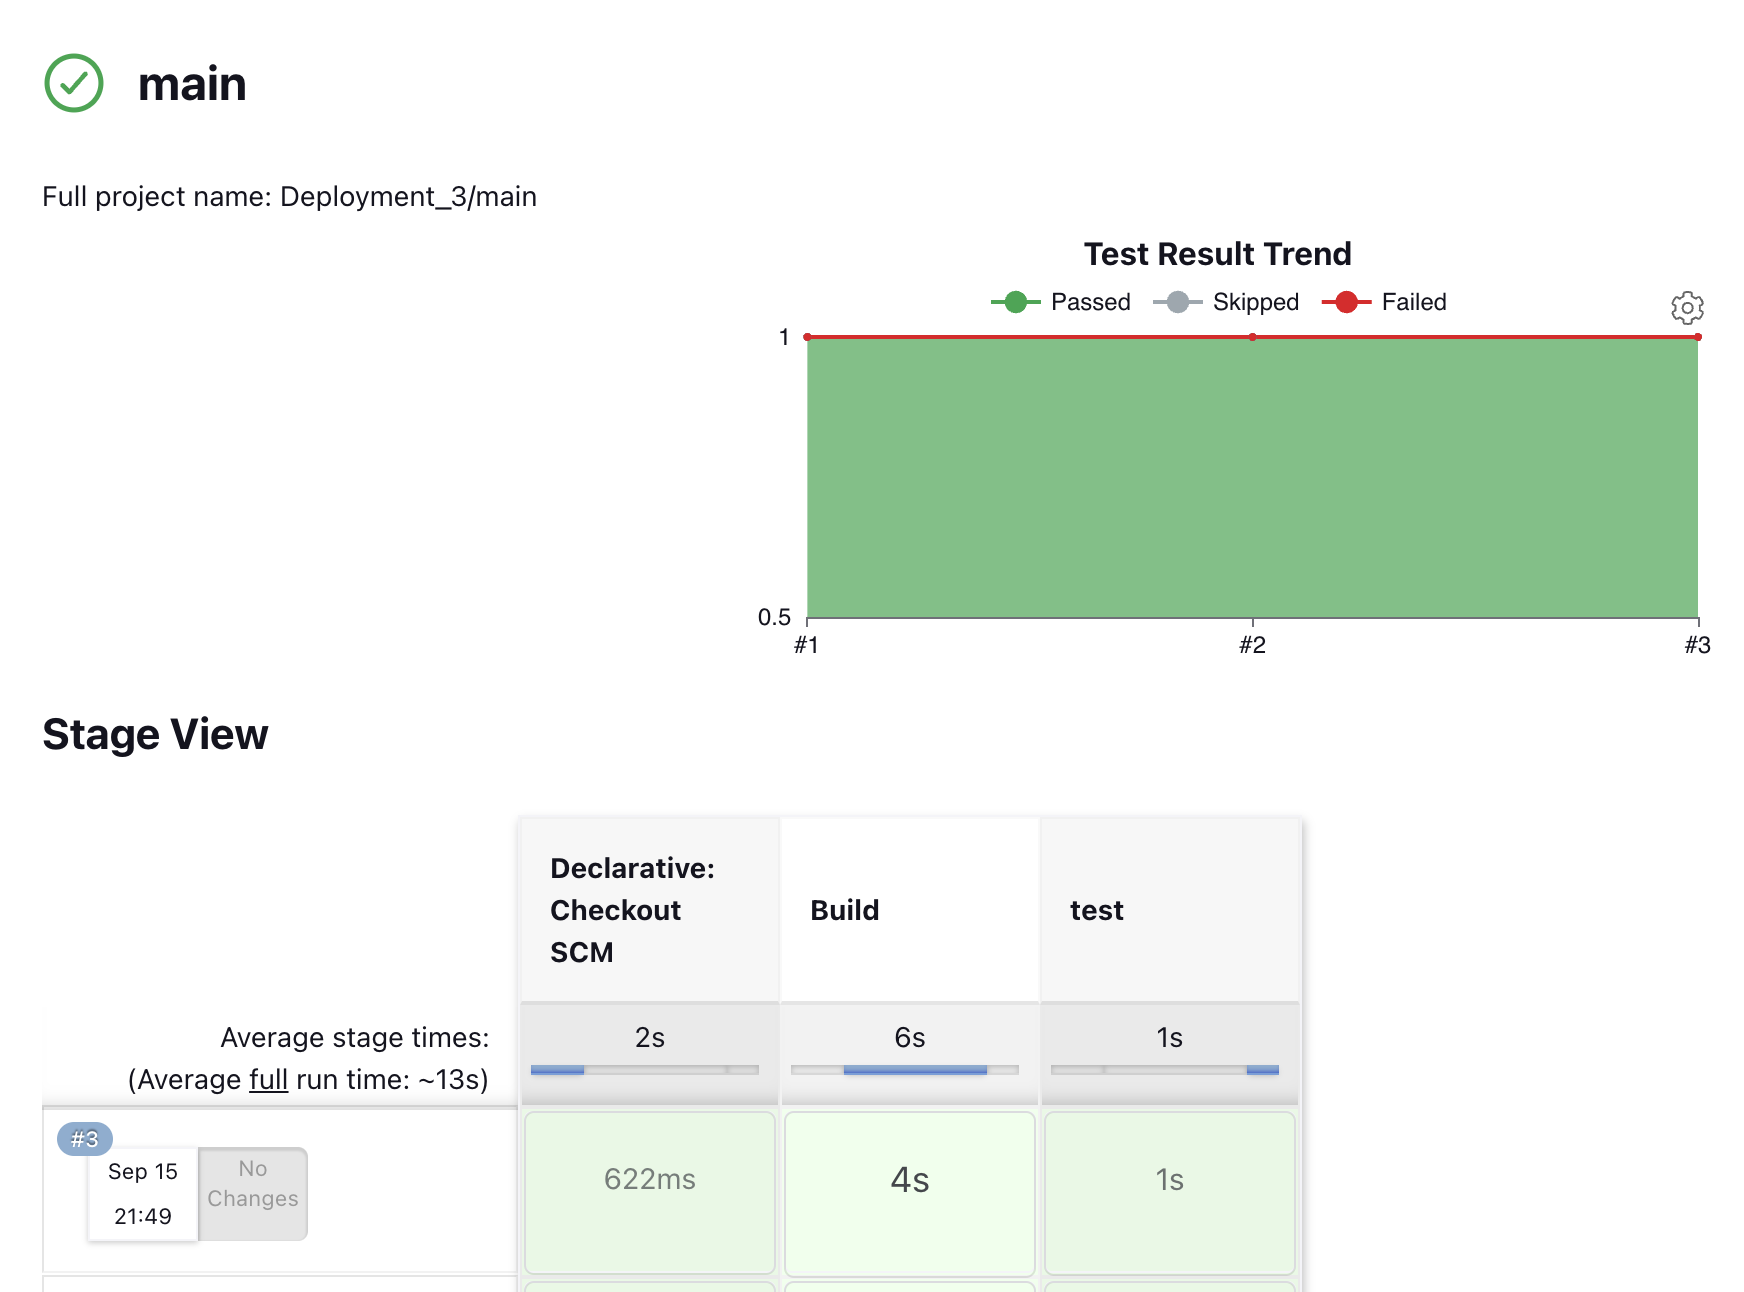 main
Full project name: Deployment_3/main
Test Result Trend
Passed Skipped Failed
1
0.5
#1 #2 #3
Stage View
Declarative:
Checkout
SCM
Build
test
Average stage times:
(Average full run time: ~13s)
2s
6s
1s
#3
Sep 15
21:49
No
Changes
622ms
4s
1s